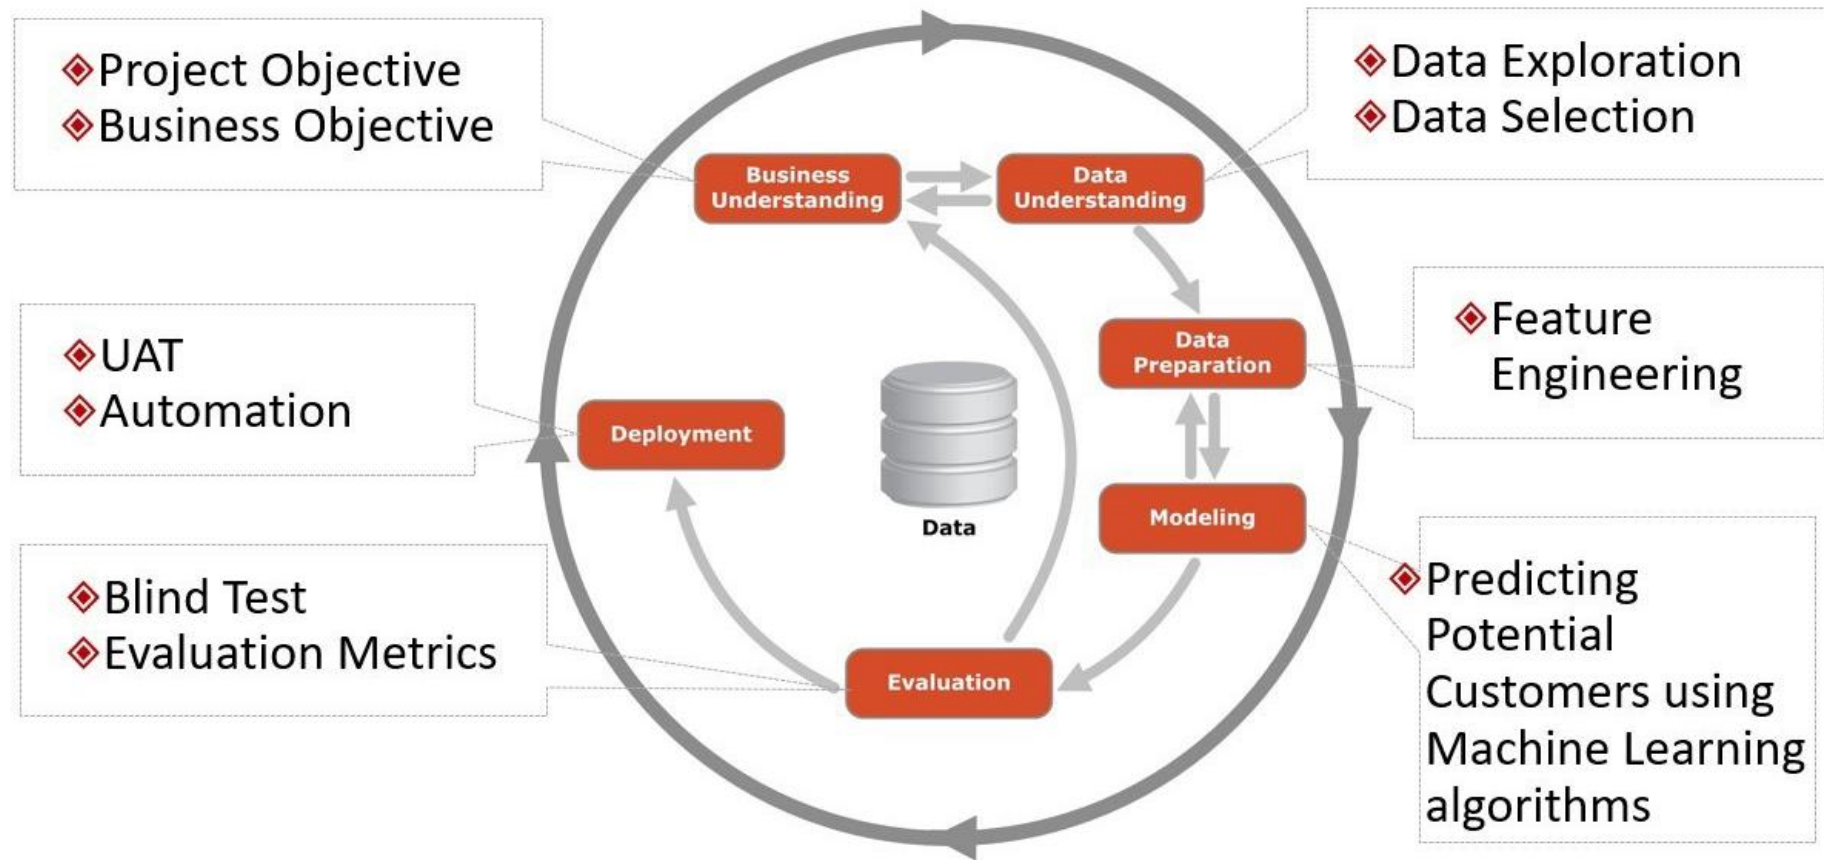 Project Objective
Business Objective
Data Exploration
Data Selection
Business
Understanding
Data
Understanding
UAT
Automation
Data
Preparation
Feature
Engineering
Deployment
Data
Modeling
Blind Test
Evaluation Metrics
Evaluation
Predicting
Potential
Customers using
Machine Learning
algorithms